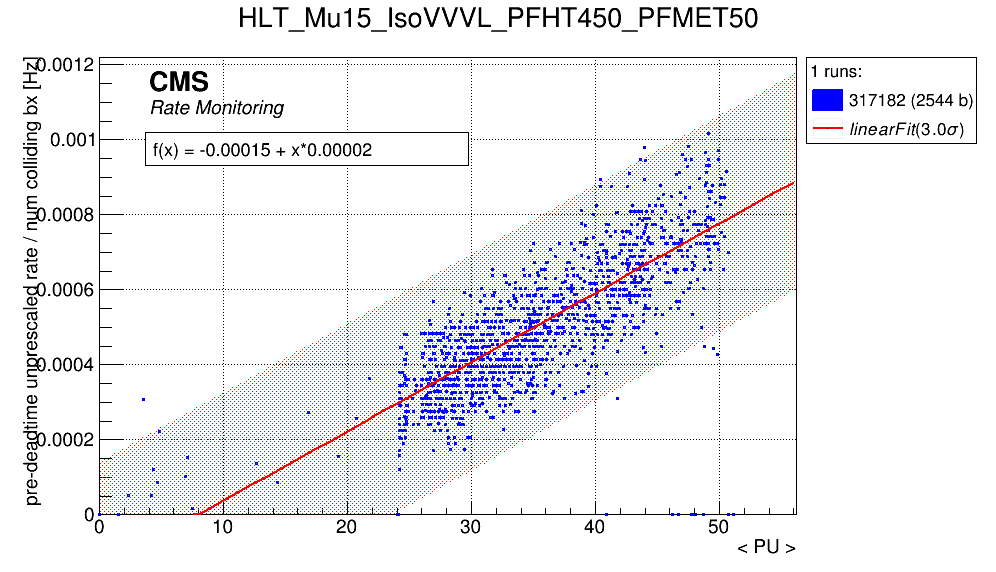 HLT_Mu15_IsoVVVL_PFHT450_PFMET50
pre-deadtime unprescaled rate / num colliding bx [Hz]
0.0012
0.001
0.0008
0.0006
0.0004
0.0002
0
CMS
Rate Monitoring
f(x) = -0.00015 + x*0.00002
1 runs:
317182 (2544 b)
linearFit(3.0σ)
0 10 20 30 40 50
< PU >